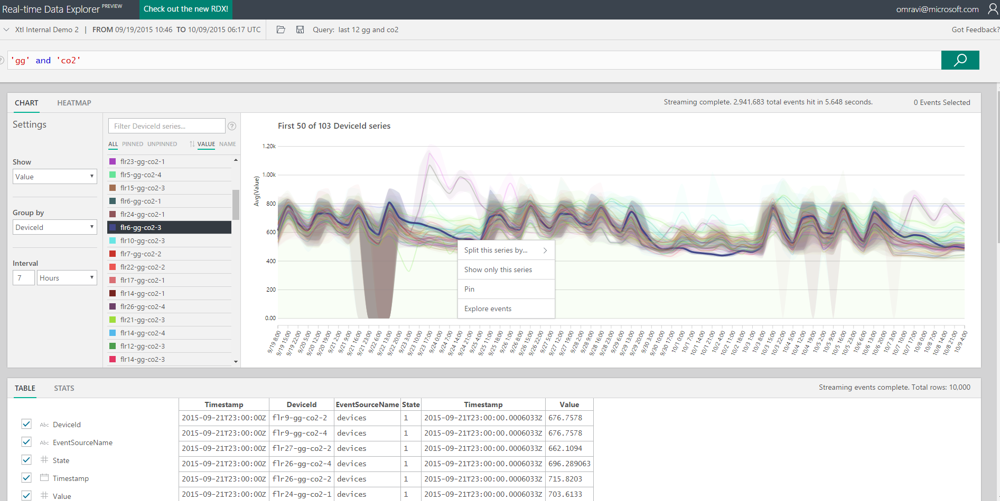 Real-time Data Explorer PREVIEW
Check out the new RDX!
omravi@microsoft.com
Xtl Internal Demo 2 | FROM 09/19/2015 10:46 TO 10/09/2015 06:17 UTC
Query: last 12 gg and co2
Got Feedback?
?
'gg' and 'co2'
CHART HEATMAP
Streaming complete. 2,941,683 total events hit in 5.648 seconds.
0 Events Selected
Settings
Show
Value
Group by
DeviceId
Interval
7 Hours
Filter DeviceId series...
?
ALL PINNED UNPINNED VALUE NAME
flr23-gg-co2-1
flr5-gg-co2-4
flr15-gg-co2-3
flr6-gg-co2-1
flr24-gg-co2-1
flr6-gg-co2-3
flr10-gg-co2-3
flr7-gg-co2-2
flr22-gg-co2-2
flr17-gg-co2-1
flr14-gg-co2-1
flr26-gg-co2-4
flr21-gg-co2-3
flr14-gg-co2-4
flr12-gg-co2-3
flr14-gg-co2-3
First 50 of 103 DeviceId series
Avg(Value)
1.20k
1.00k
800
600
400
200
0.00
Split this series by...
Show only this series
Pin
Explore events
9/19 8:00
9/19 15:00
9/19 22:00
9/20 5:00
9/20 12:00
9/20 19:00
9/21 2:00
9/21 9:00
9/21 16:00
9/21 23:00
9/22 6:00
9/22 13:00
9/22 20:00
9/23 3:00
9/23 10:00
9/23 17:00
9/24 0:00
9/24 7:00
9/24 14:00
9/24 21:00
9/25 4:00
9/25 11:00
9/25 18:00
9/26 1:00
9/26 8:00
9/26 15:00
9/26 22:00
9/27 5:00
9/27 12:00
9/27 19:00
9/28 2:00
9/28 9:00
9/28 16:00
9/28 23:00
9/29 6:00
9/29 13:00
9/29 20:00
9/30 3:00
9/30 10:00
9/30 17:00
10/1 0:00
10/1 7:00
10/1 14:00
10/1 21:00
10/2 4:00
10/2 11:00
10/2 18:00
10/3 1:00
10/3 8:00
10/3 15:00
10/3 22:00
10/4 5:00
10/4 12:00
10/4 19:00
10/5 2:00
10/5 9:00
10/5 16:00
10/5 23:00
10/6 6:00
10/6 13:00
10/6 20:00
10/7 3:00
10/7 10:00
10/7 17:00
10/8 0:00
10/8 7:00
10/8 14:00
10/8 21:00
10/9 4:00
TABLE STATS
Streaming events complete. Total rows: 10,000
Abc DeviceId
Abc EventSourceName
State
Timestamp
Value
Timestamp DeviceId EventSourceName State Timestamp Value
2015-09-21T23:00:00Z flr9-gg-co2-2 devices 1 2015-09-21T23:00:00.0006033Z 676.7578
2015-09-21T23:00:00Z flr9-gg-co2-4 devices 1 2015-09-21T23:00:00.0006033Z 676.7578
2015-09-21T23:00:00Z flr27-gg-co2-2 devices 1 2015-09-21T23:00:00.0006033Z 662.1094
2015-09-21T23:00:00Z flr26-gg-co2-4 devices 1 2015-09-21T23:00:00.0006033Z 696.289063
2015-09-21T23:00:00Z flr26-gg-co2-2 devices 1 2015-09-21T23:00:00.0006033Z 715.8203
2015-09-21T23:00:00Z flr24-gg-co2-1 devices 1 2015-09-21T23:00:00.0006033Z 703.6133